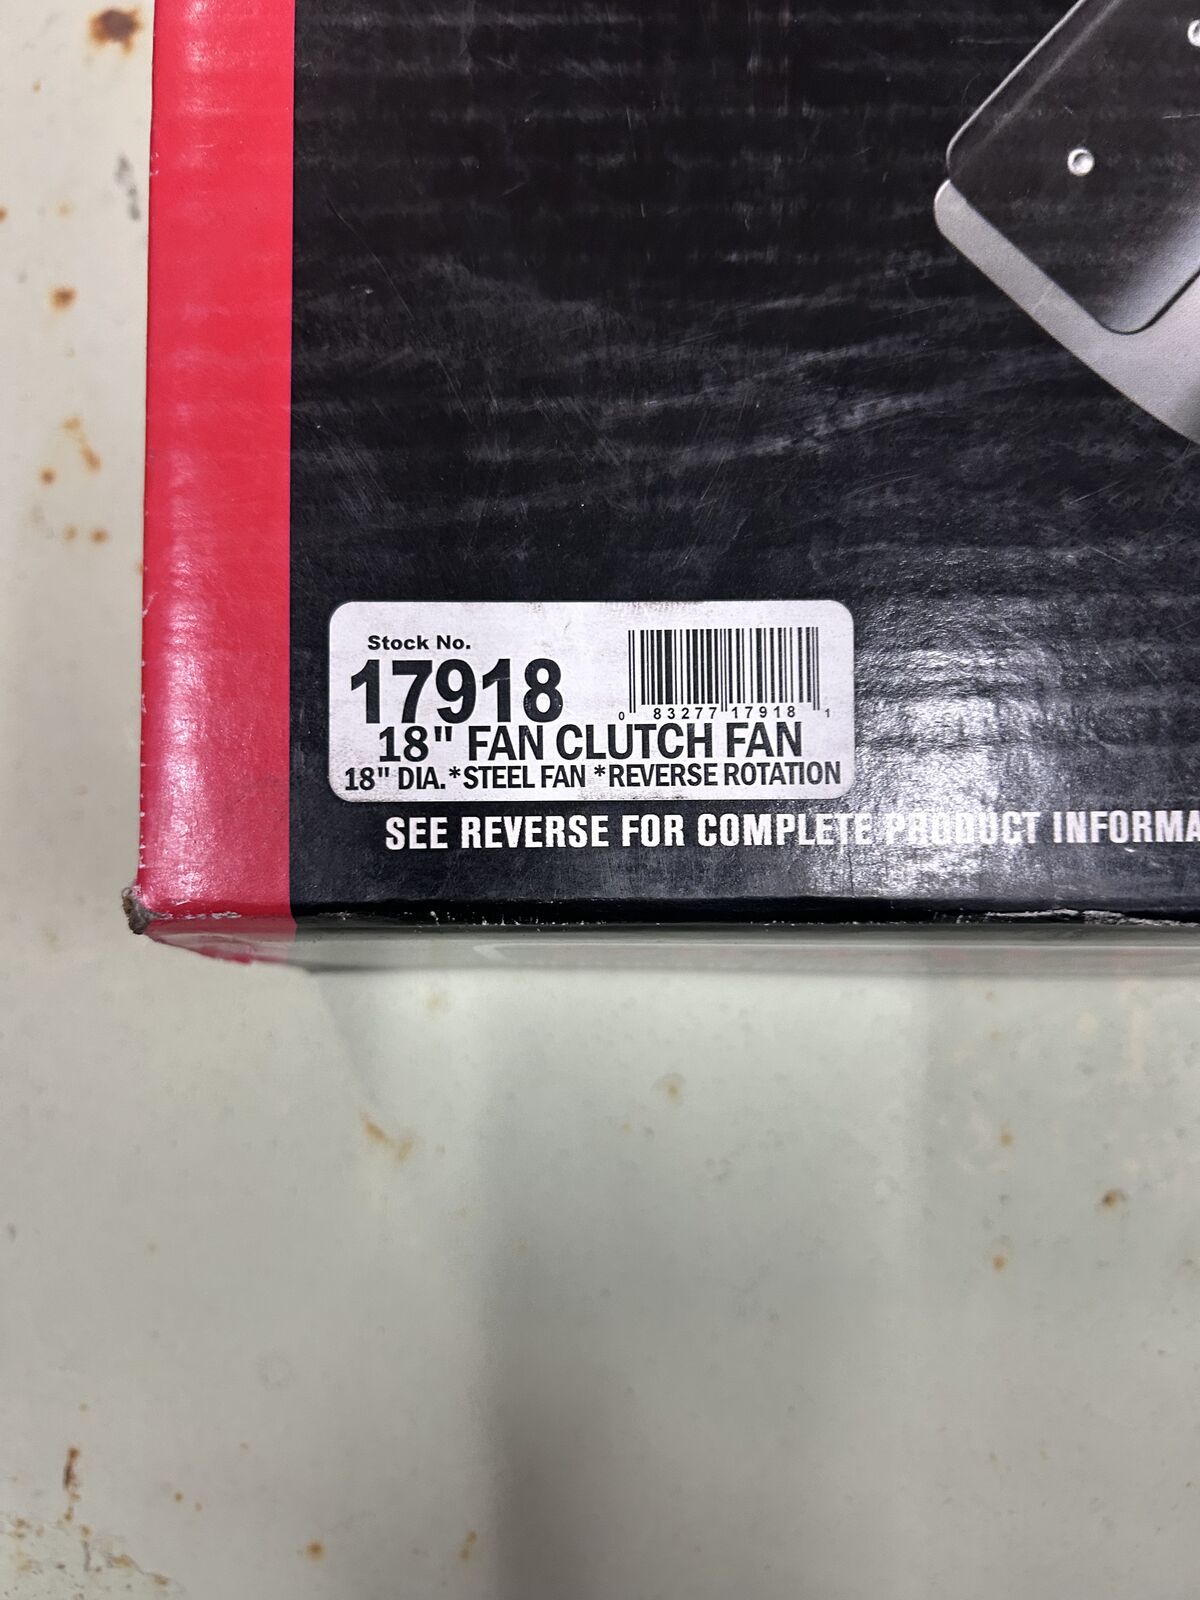 Stock No.
17918
0 83277 17918 1
18" FAN CLUTCH FAN
18" DIA.*STEEL FAN *REVERSE ROTATION
SEE REVERSE FOR COMPLETE PRODUCT INFORMA